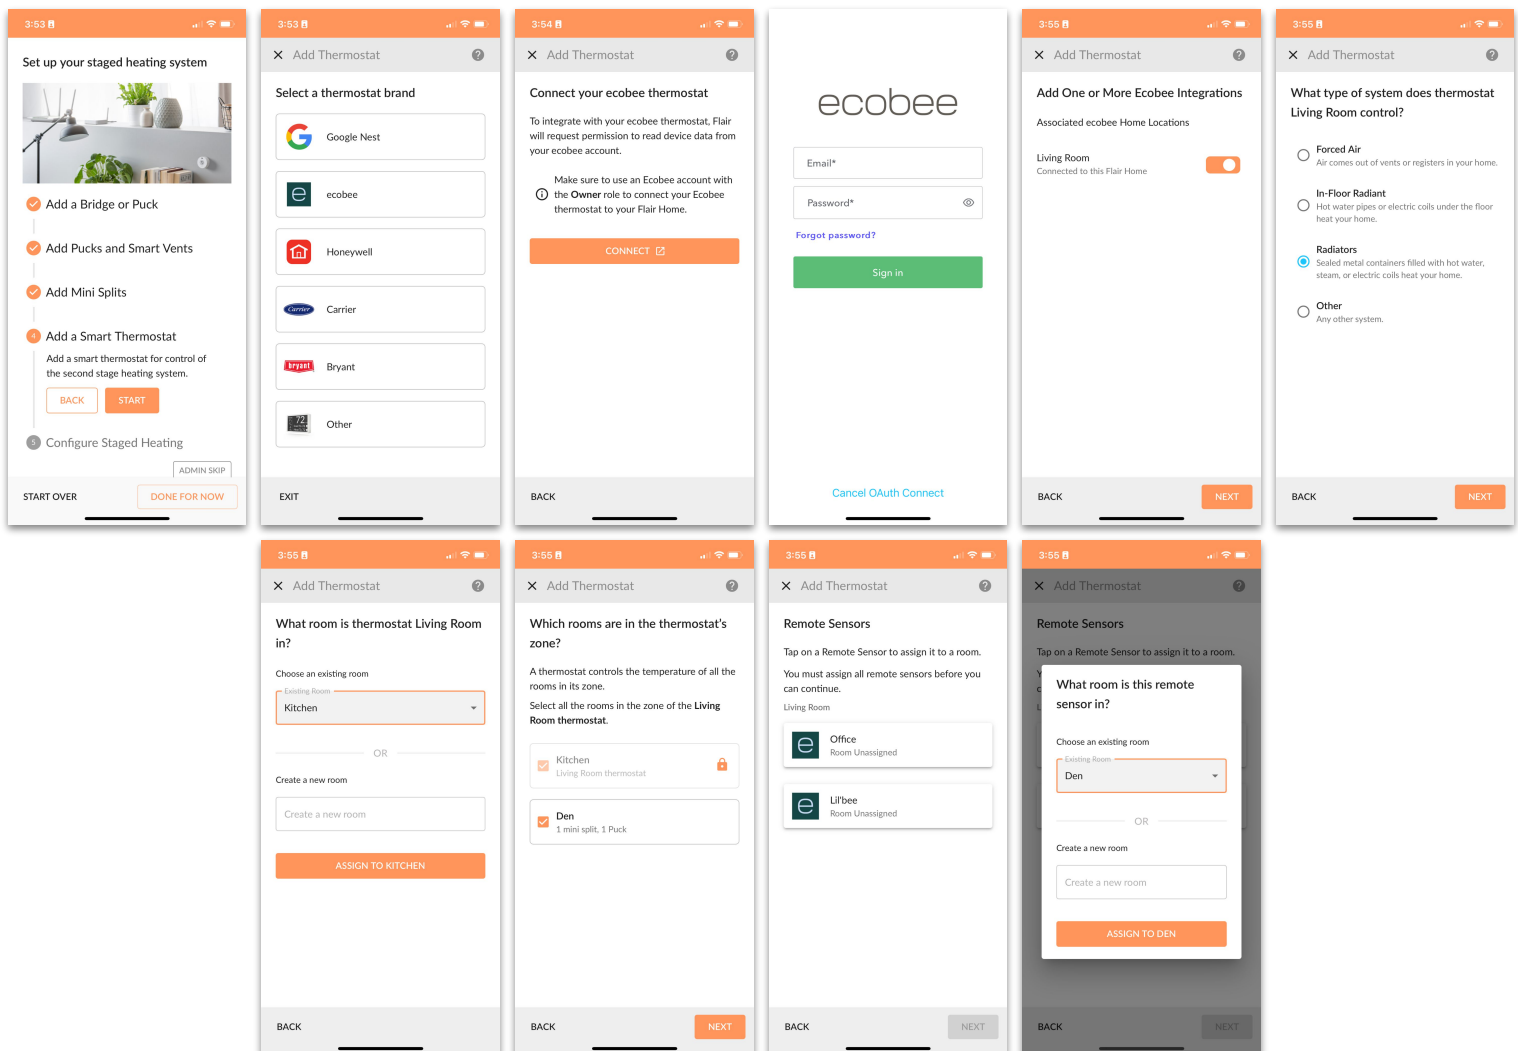 3:53
Set up your staged heating system
Add a Bridge or Puck
Add Pucks and Smart Vents
Add Mini Splits
4
Add a Smart Thermostat
Add a smart thermostat for control of
the second stage heating system.
BACK
START
5
Configure Staged Heating
ADMIN SKIP
START OVER
DONE FOR NOW
3:53
Add Thermostat
?
Select a thermostat brand
G
Google Nest
e
ecobee
Honeywell
Carrier
Carrier
bryant
Bryant
72
Other
EXIT
3:54
Add Thermostat
?
Connect your ecobee thermostat
To integrate with your ecobee thermostat, Flair
will request permission to read device data from
your ecobee account.
Make sure to use an Ecobee account with
the Owner role to connect your Ecobee
thermostat to your Flair Home.
CONNECT
BACK
ecobee
Email*
Password*
Forgot password?
Sign in
Cancel OAuth Connect
3:55
Add Thermostat
?
Add One or More Ecobee Integrations
Associated ecobee Home Locations
Living Room
Connected to this Flair Home
BACK
NEXT
3:55
Add Thermostat
?
What type of system does thermostat
Living Room control?
Forced Air
Air comes out of vents or registers in your home.
In-Floor Radiant
Hot water pipes or electric coils under the floor
heat your home.
Radiators
Sealed metal containers filled with hot water,
steam, or electric coils heat your home.
Other
Any other system.
BACK
NEXT
3:55
Add Thermostat
?
What room is thermostat Living Room
in?
Choose an existing room
Existing Room
Kitchen
OR
Create a new room
Create a new room
ASSIGN TO KITCHEN
BACK
3:55
Add Thermostat
?
Which rooms are in the thermostat's
zone?
A thermostat controls the temperature of all the
rooms in its zone.
Select all the rooms in the zone of the Living
Room thermostat.
Kitchen
Living Room thermostat
Den
1 mini split, 1 Puck
BACK
NEXT
3:55
Add Thermostat
?
Remote Sensors
Tap on a Remote Sensor to assign it to a room.
You must assign all remote sensors before you
can continue.
Living Room
e
Office
Room Unassigned
e
Lil'bee
Room Unassigned
BACK
NEXT
3:55
Add Thermostat
?
Remote Sensors
Tap on a Remote Sensor to assign it to a room.
What room is this remote
sensor in?
Choose an existing room
Existing Room
Den
OR
Create a new room
Create a new room
ASSIGN TO DEN
BACK
NEXT